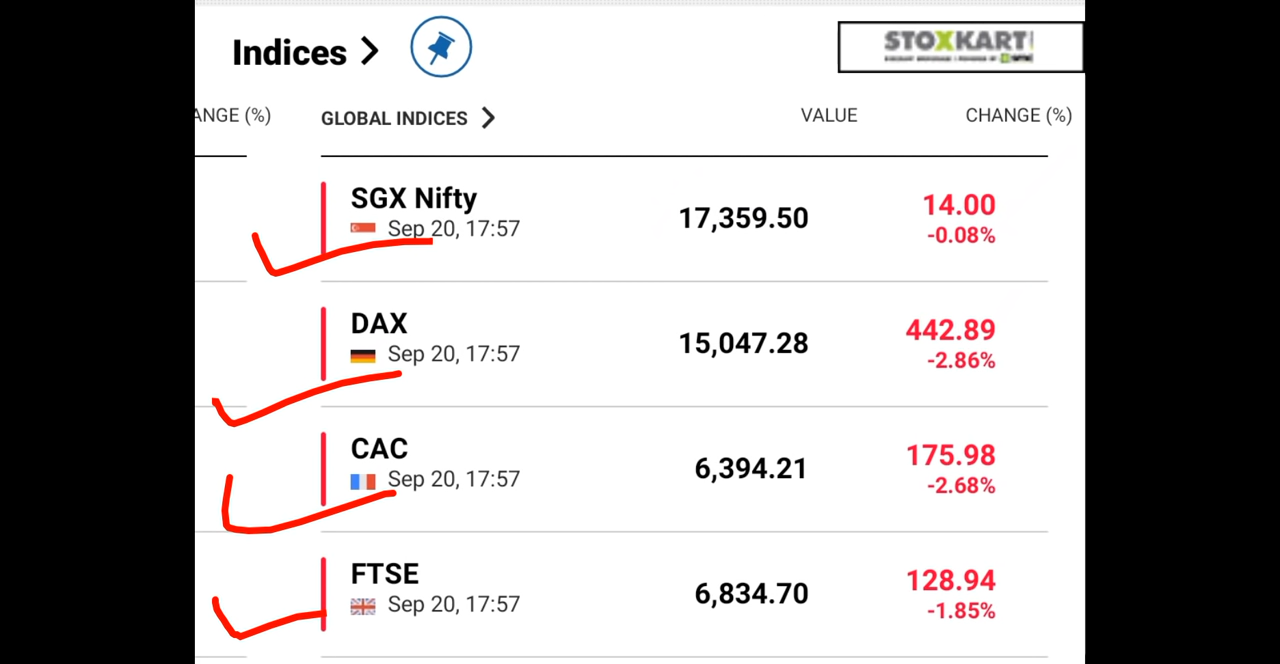 Indices
STOXKART
ANGE (%)
GLOBAL INDICES
VALUE
CHANGE (%)
SGX Nifty
Sep 20, 17:57
17,359.50
14.00
-0.08%
DAX
Sep 20, 17:57
15,047.28
442.89
-2.86%
CAC
Sep 20, 17:57
6,394.21
175.98
-2.68%
FTSE
Sep 20, 17:57
6,834.70
128.94
-1.85%